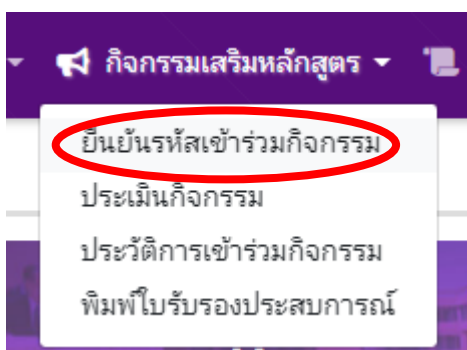 กิจกรรมเสริมหลักสูตร
ยืนยันรหัสเข้าร่วมกิจกรรม
ประเมินกิจกรรม
ประวัติการเข้าร่วมกิจกรรม
พิมพ์ใบรับรองประสบการณ์